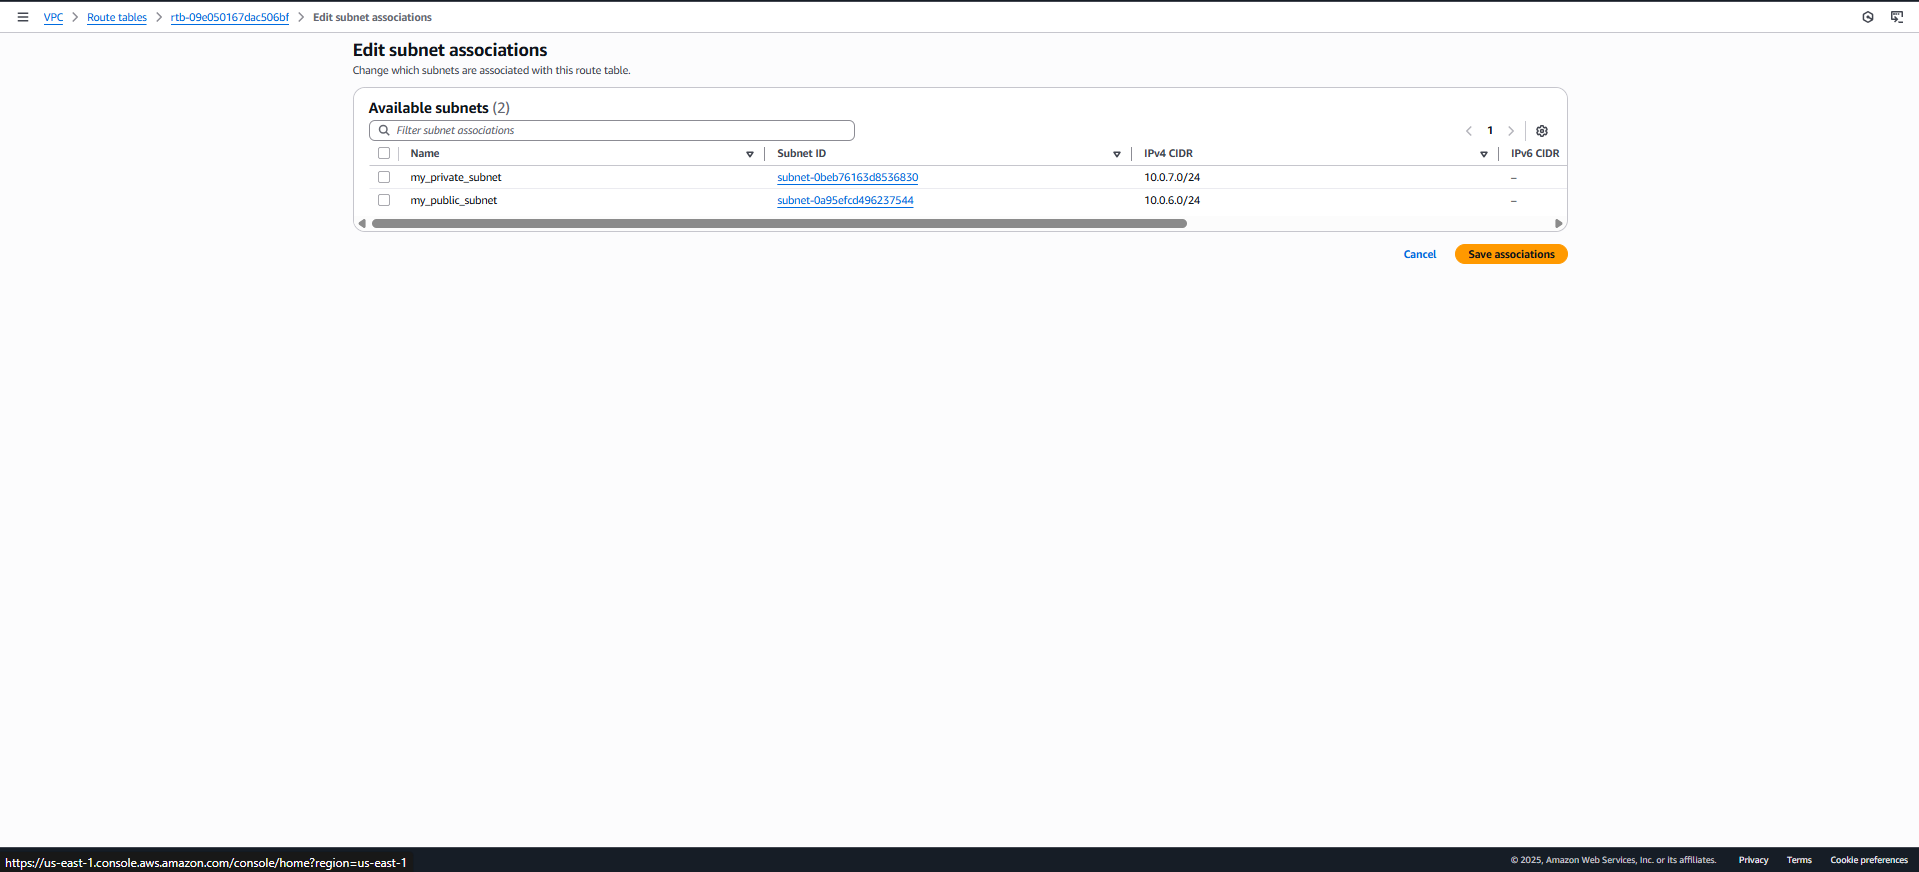 VPC > Route tables > rtb-09e050167dac506bf > Edit subnet associations
Edit subnet associations
Change which subnets are associated with this route table.
Available subnets (2)
Filter subnet associations
1
Name Subnet ID IPv4 CIDR IPv6 CIDR
my_private_subnet subnet-0beb76163d8536830 10.0.7.0/24 –
my_public_subnet subnet-0a95efcd496237544 10.0.6.0/24 –
Cancel Save associations
https://us-east-1.console.aws.amazon.com/console/home?region=us-east-1
© 2025, Amazon Web Services, Inc. or its affiliates. Privacy Terms Cookie preferences